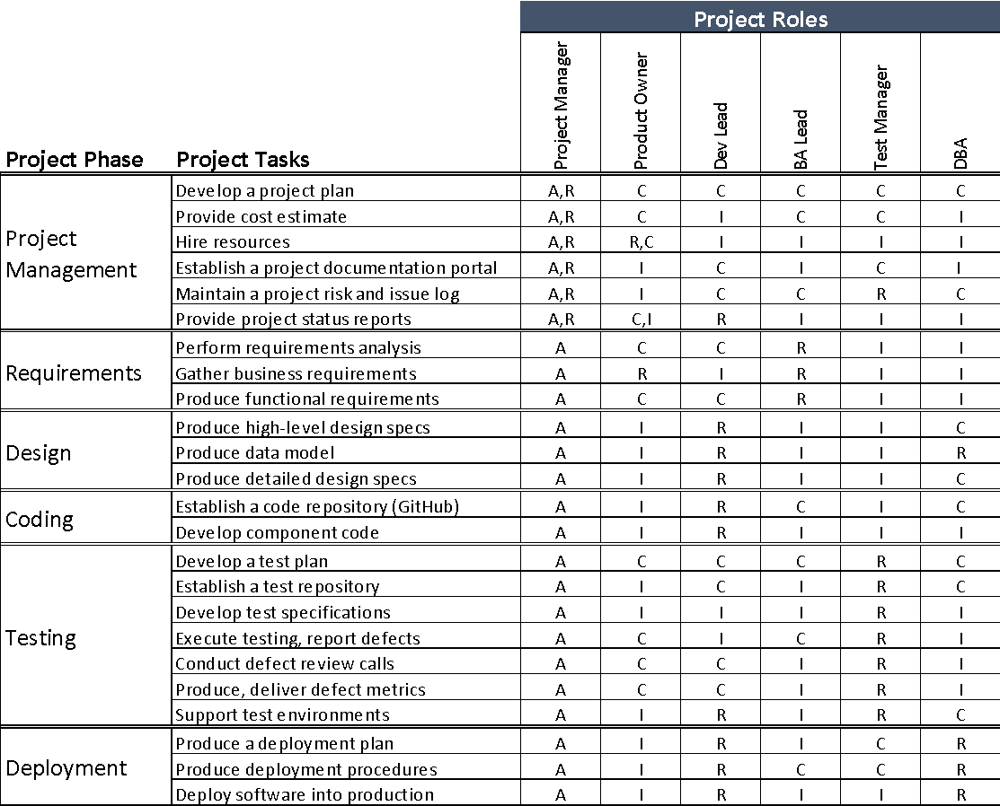 Project Roles
Project Phase Project Tasks Project Manager Product Owner Dev Lead BA Lead Test Manager DBA
Project Management
Develop a project plan A,R C C C C C
Provide cost estimate A,R C I C C I
Hire resources A,R R,C I I I I
Establish a project documentation portal A,R I C I C I
Maintain a project risk and issue log A,R I C C R C
Provide project status reports A,R C,I R I I I
Requirements
Perform requirements analysis A C C R I I
Gather business requirements A R I R I I
Produce functional requirements A C C R I I
Design
Produce high-level design specs A I R I I C
Produce data model A I R I I R
Produce detailed design specs A I R I I C
Coding
Establish a code repository (GitHub) A I R C I C
Develop component code A I R I I I
Testing
Develop a test plan A C C C R C
Establish a test repository A I C I R C
Develop test specifications A I I I R I
Execute testing, report defects A C I C R I
Conduct defect review calls A C C I R I
Produce, deliver defect metrics A C C I R I
Support test environments A I R I R C
Deployment
Produce a deployment plan A I R I C R
Produce deployment procedures A I R C C R
Deploy software into production A I R I I R